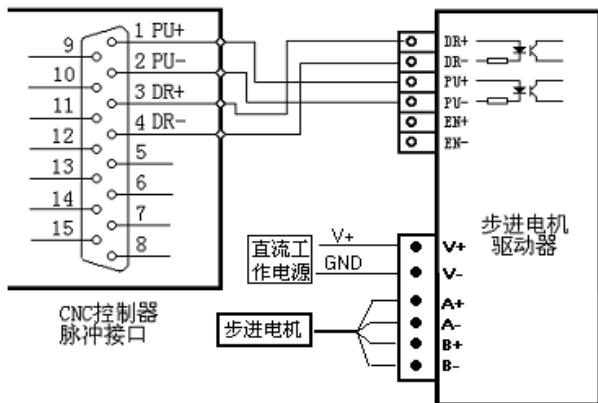 1 PU+
9
2 PU-
10
3 DR+
11
4 DR-
12
5
13
6
14
7
15
8
CNC控制器
脉冲接口
DR+
DR-
PU+
PU-
EN+
EN-
步进电机
驱动器
直流工
作电源
V+
GND
步进电机
V+
V-
A+
A-
B+
B-